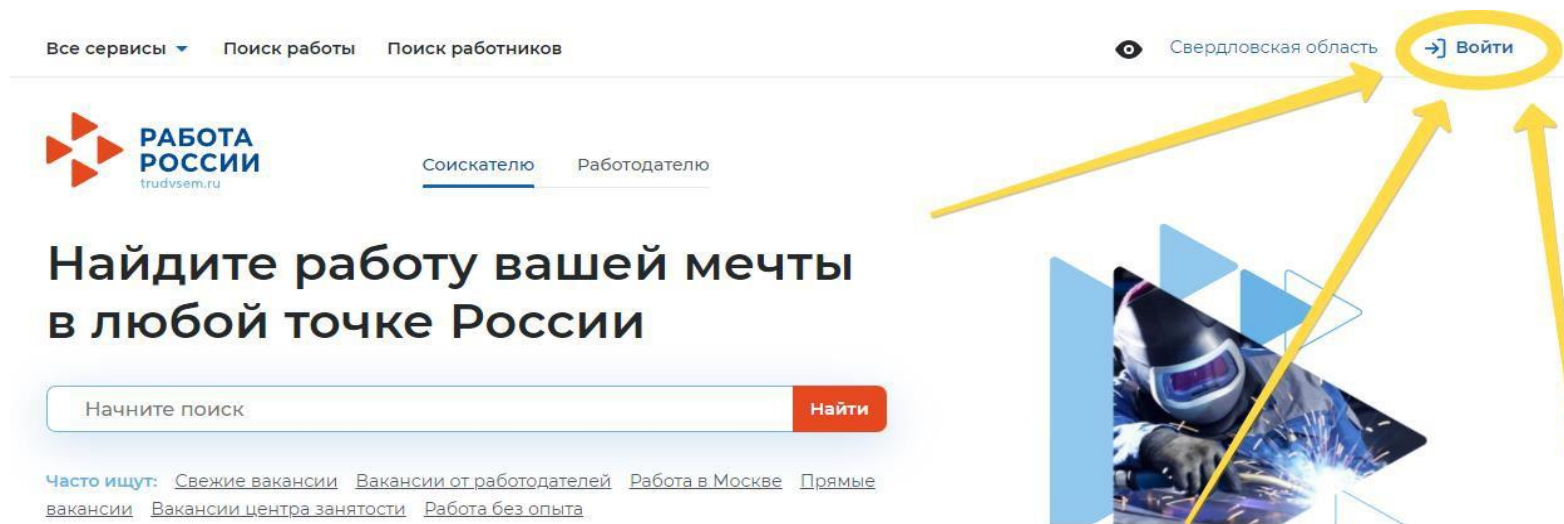 Все сервисы Поиск работы Поиск работников Свердловская область Войти
РАБОТА
РОССИИ
trudvsem.ru
Соискателю Работодателю
Найдите работу вашей мечты
в любой точке России
Начните поиск Найти
Часто ищут: Свежие вакансии Вакансии от работодателей Работа в Москве Прямые
вакансии Вакансии центра занятости Работа без опыта